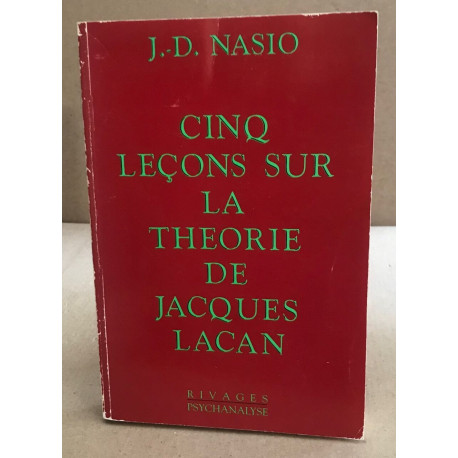 J.-D. NASIO
CINQ
LEÇONS SUR
LA
THEORIE
DE
JACQUES
LACAN
RIVAGES
PSYCHANALYSE